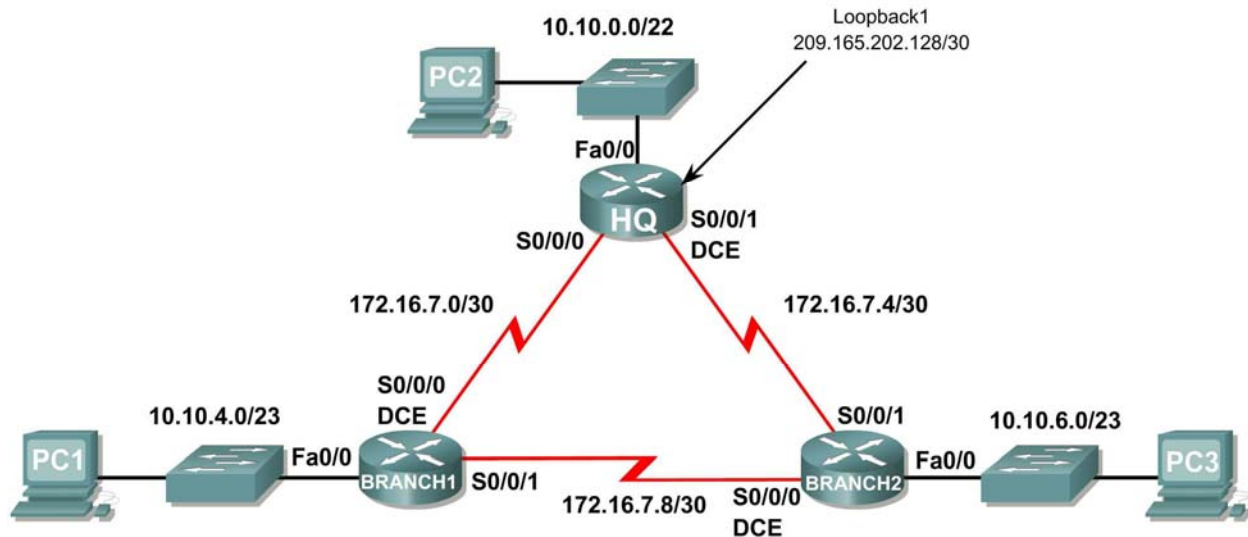 Loopback1
209.165.202.128/30
10.10.0.0/22
PC2
Fa0/0
HQ
S0/0/0
S0/0/1
DCE
172.16.7.0/30
172.16.7.4/30
S0/0/0
DCE
10.10.4.0/23
S0/0/1
10.10.6.0/23
PC1
Fa0/0
BRANCH1
S0/0/1
172.16.7.8/30
S0/0/0
DCE
BRANCH2
Fa0/0
PC3